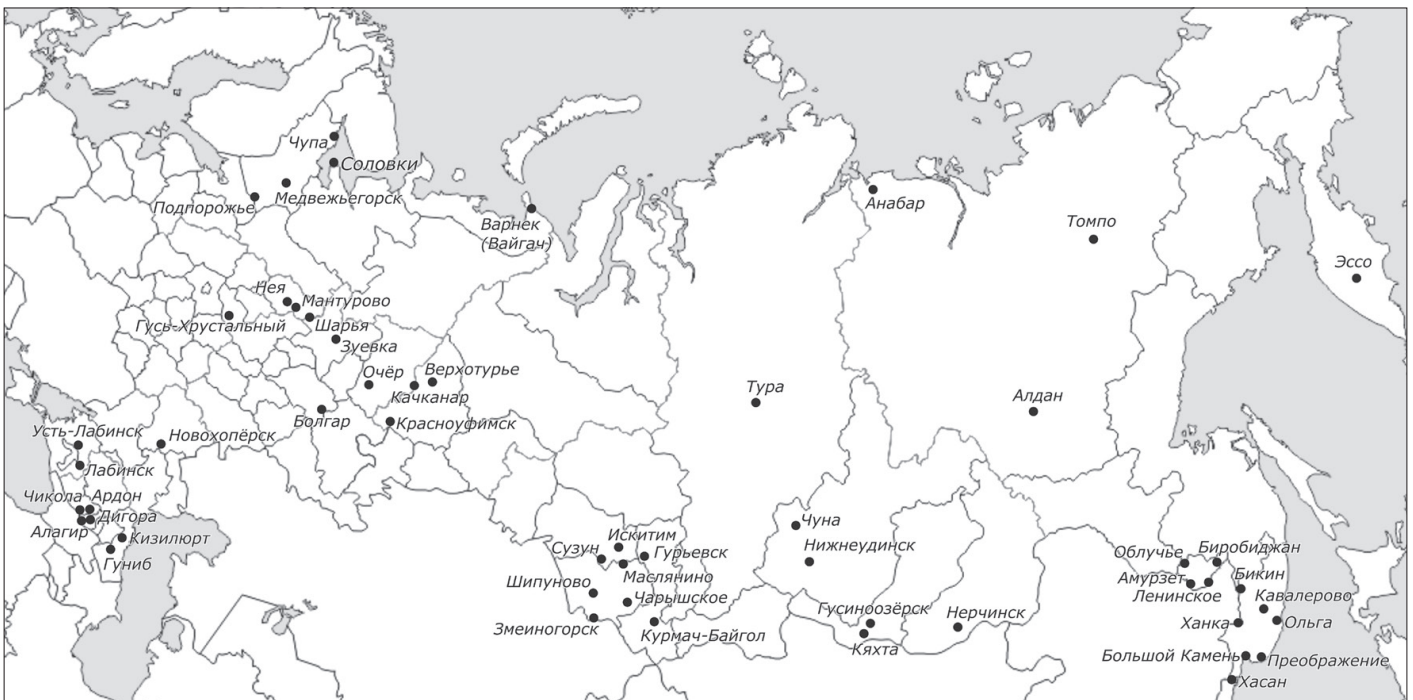 Чупа
Соловки
Медвежьегорск
Подпорожье
Варнек
(Вайгач)
Анабар
Томпо
Эссо
Нея
Мантурово
Гусь-Хрустальный
Шарья
Зуевка
Очёр
Верхотурье
Качканар
Тура
Алдан
Болгар
Красноуфимск
Усть-Лабинск
Новохопёрск
Лабинск
Чикола
Ардон
Дигора
Алагир
Кизилюрт
Гуниб
Чуна
Искитим
Сузун
Гурьевск
Нижнеудинск
Облучье
Биробиджан
Маслянино
Шипуново
Амурзет
Бикин
Ленинское
Чарышское
Кавалерово
Гусиноозёрск
Нерчинск
Змеиногорск
Курмач-Байгол
Ханка
Ольга
Кяхта
Большой Камень
Преображение
Хасан